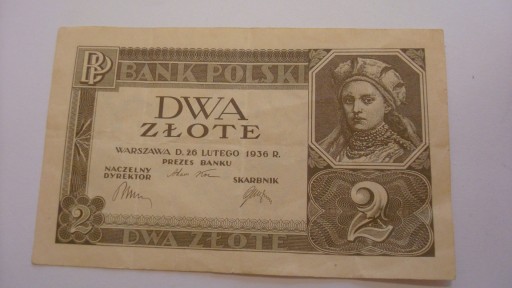 BP
BANK POLSKI
DWA
ZŁOTE
WARSZAWA D. 26 LUTEGO 1936 R.
PREZES BANKU
NACZELNY
DYREKTOR
SKARBNIK
2
2
DWA ZŁOTE